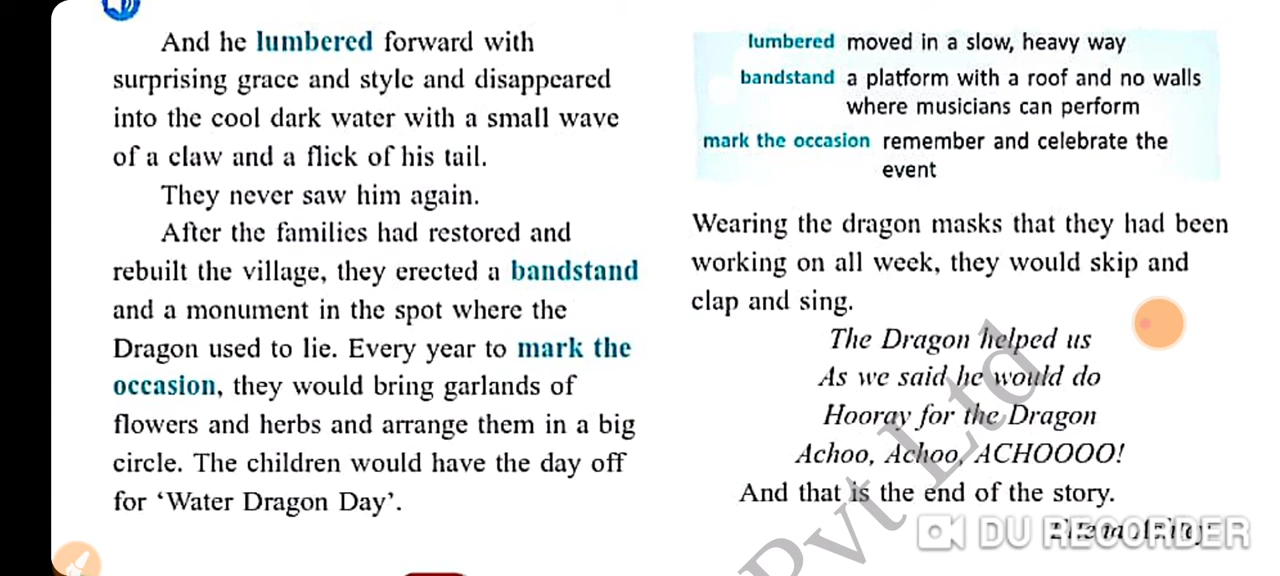 And he lumbered forward with
surprising grace and style and disappeared
into the cool dark water with a small wave
of a claw and a flick of his tail.
They never saw him again.
After the families had restored and
rebuilt the village, they erected a bandstand
and a monument in the spot where the
Dragon used to lie. Every year to mark the
occasion, they would bring garlands of
flowers and herbs and arrange them in a big
circle. The children would have the day off
for ‘Water Dragon Day’.
lumbered moved in a slow, heavy way
bandstand a platform with a roof and no walls
where musicians can perform
mark the occasion remember and celebrate the
event
Wearing the dragon masks that they had been
working on all week, they would skip and
clap and sing.
The Dragon helped us
As we said he would do
Hooray for the Dragon
Achoo, Achoo, ACHOOOO!
And that is the end of the story.
DU RECORDER
Pvt Ltd